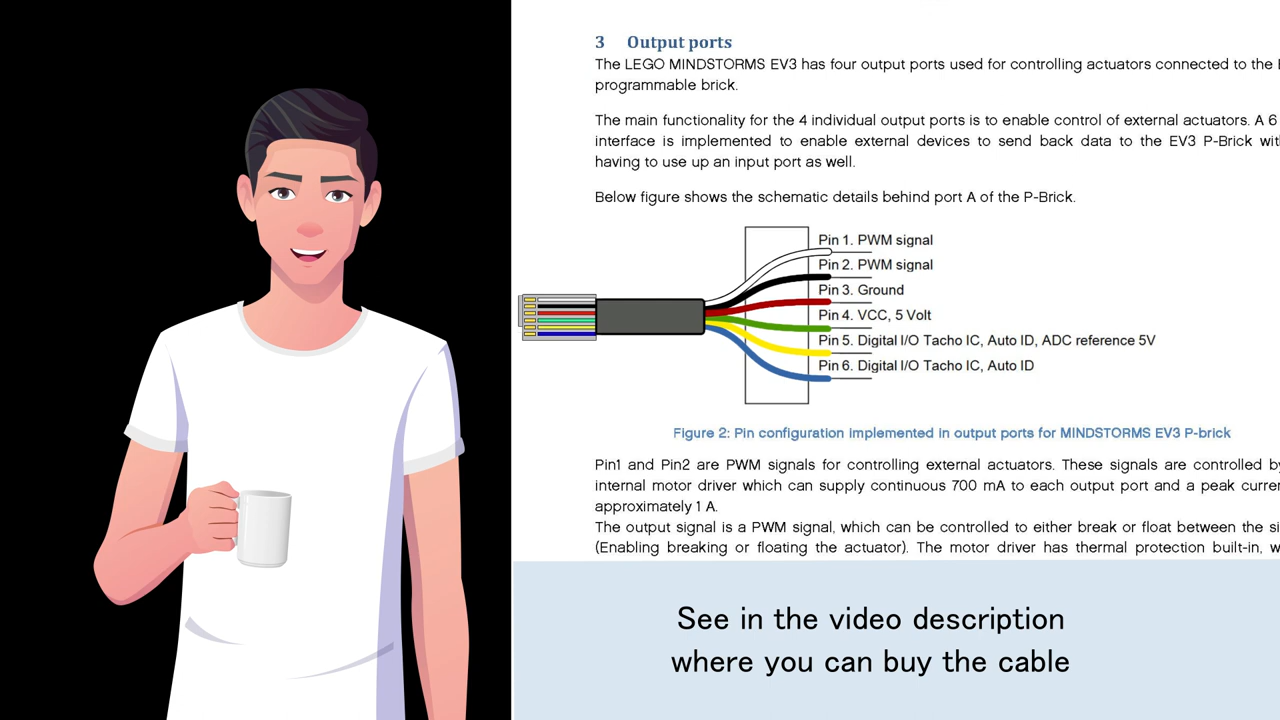 3 Output ports
The LEGO MINDSTORMS EV3 has four output ports used for controlling actuators connected to the
programmable brick.
The main functionality for the 4 individual output ports is to enable control of external actuators. A 6
interface is implemented to enable external devices to send back data to the EV3 P-Brick
having to use up an input port as well.
Below figure shows the schematic details behind port A of the P-Brick.
Pin 1. PWM signal
Pin 2. PWM signal
Pin 3. Ground
Pin 4. VCC, 5 Volt
Pin 5. Digital I/O Tacho IC, Auto ID, ADC reference 5V
Pin 6. Digital I/O Tacho IC, Auto ID
Figure 2: Pin configuration implemented in output ports for MINDSTORMS EV3 P-brick
Pin1 and Pin2 are PWM signals for controlling external actuators. These signals are controlled by
internal motor driver which can supply continuous 700 mA to each output port and a peak
approximately 1 A.
The output signal is a PWM signal, which can be controlled to either break or float between the
(Enabling breaking or floating the actuator). The motor driver has thermal protection built-in,
See in the video description
where you can buy the cable